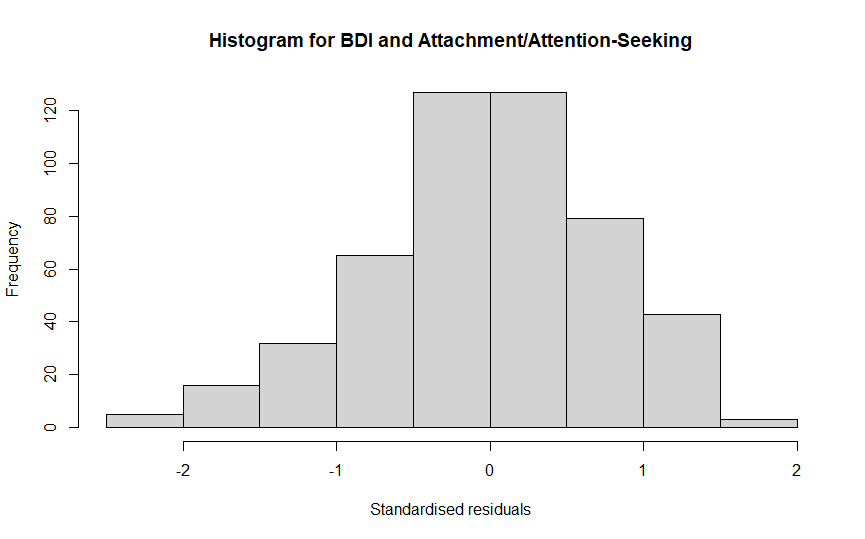 Histogram for BDI and Attachment/Attention-Seeking
Frequency
120
100
80
60
40
20
0
-2 -1 0 1 2
Standardised residuals